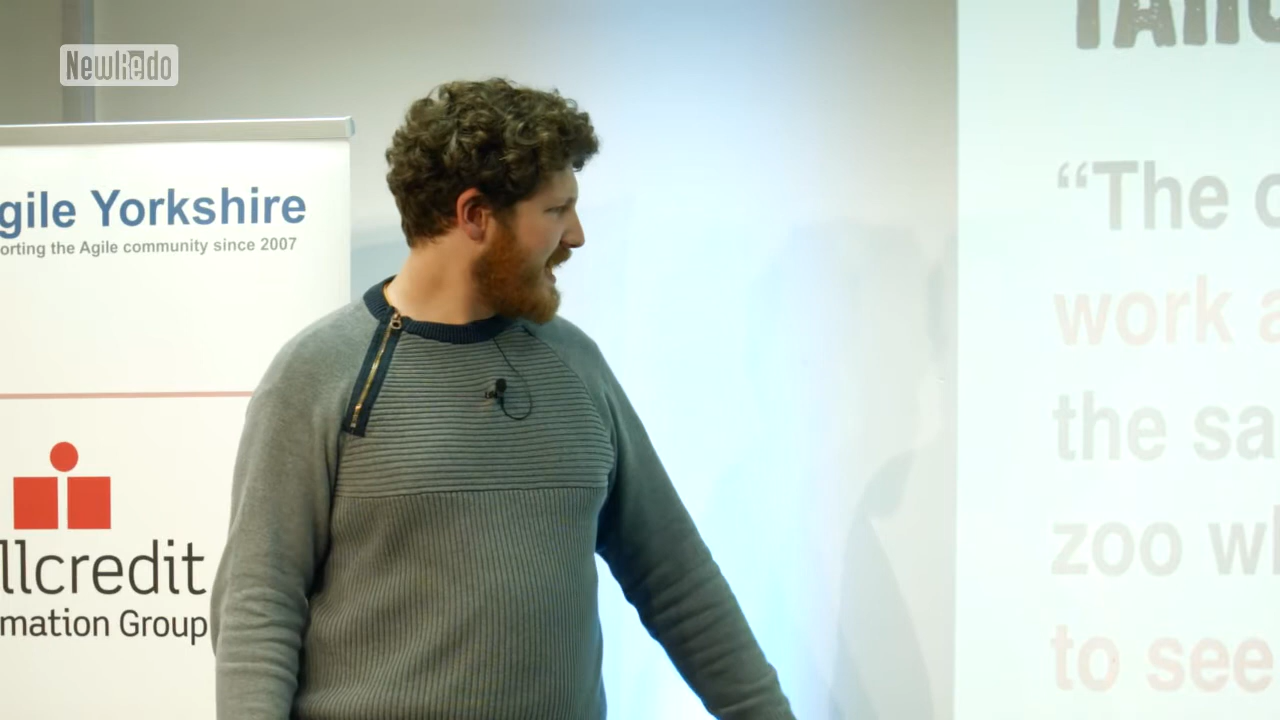 NewRedo
gile Yorkshire
orting the Agile community since 2007
llcredit
mation Group
“The
work
the sa
zoo
to see